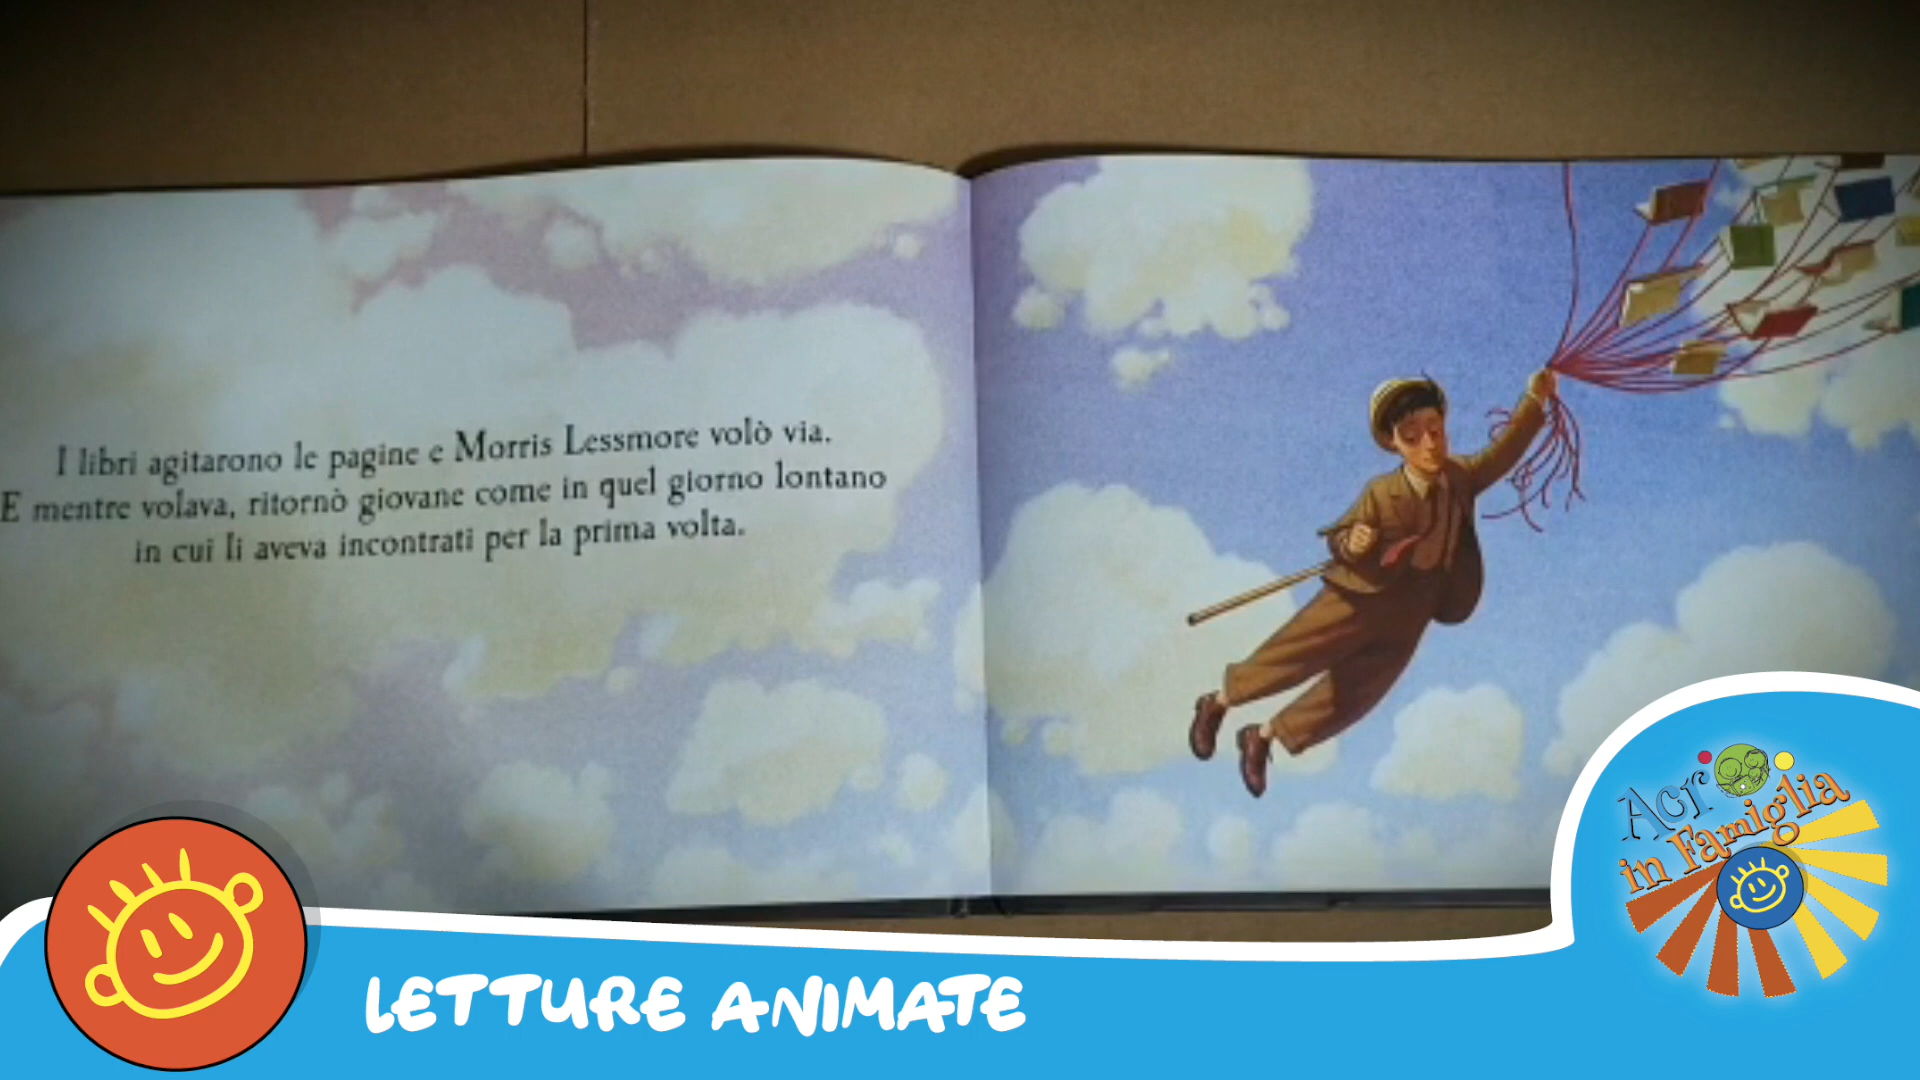 I libri agitarono le pagine e Morris Lessmore volò via.
E mentre volava, ritornò giovane come in quel giorno lontano
in cui li aveva incontrati per la prima volta.
LETTURE ANIMATE
Acr
in Famiglia